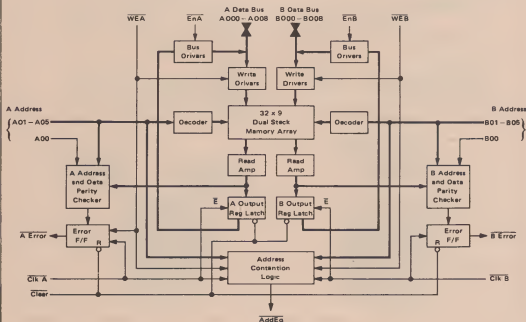 A Data Bus
A000-A008
B Data Bus
B000-B008
WEA
EnA
EnB
WEB
Bus
Drivers
Bus
Drivers
Write
Drivers
Write
Drivers
A Address
A01-A05
A00
Decoder
32 x 9
Dual Stack
Memory Array
Decoder
B Address
B01-B05
B00
Read
Amp
Read
Amp
A Address
and Data
Parity
Checker
B Address
and Data
Parity
Checker
E
A Output
Reg Latch
B Output
Reg Latch
E
A Error
Error
F/F
R
Error
F/F
R
B Error
Clk A
Address
Contantion
Logic
Clk B
Clear
AddEq